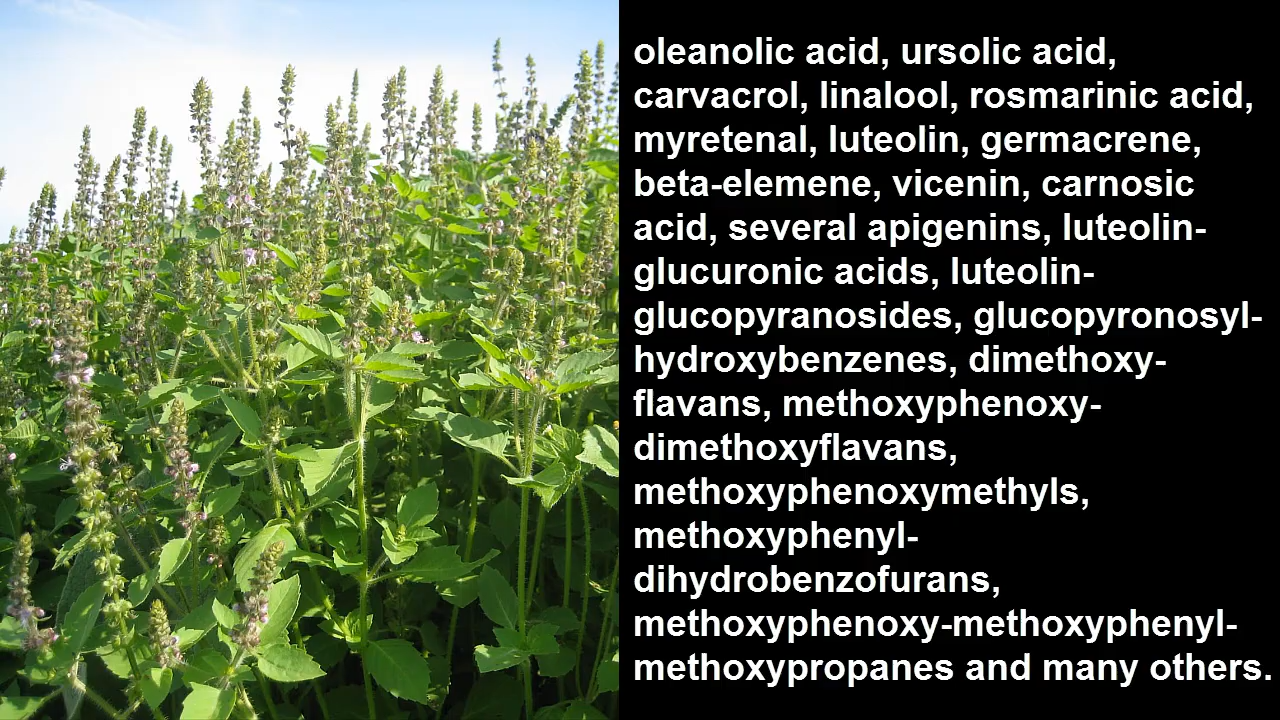 oleanolic acid, ursolic acid,
carvacrol, linalool, rosmarinic acid,
myretenal, luteolin, germacrene,
beta-elemene, vicenin, carnosic
acid, several apigenins, luteolin-
glucuronic acids, luteolin-
glucopyranosides, glucopyronosyl-
hydroxybenzenes, dimethoxy-
flavans, methoxyphenoxy-
dimethoxyflavans,
methoxyphenoxymethyls,
methoxyphenyl-
dihydrobenzofurans,
methoxyphenoxy-methoxyphenyl-
methoxypropanes and many others.